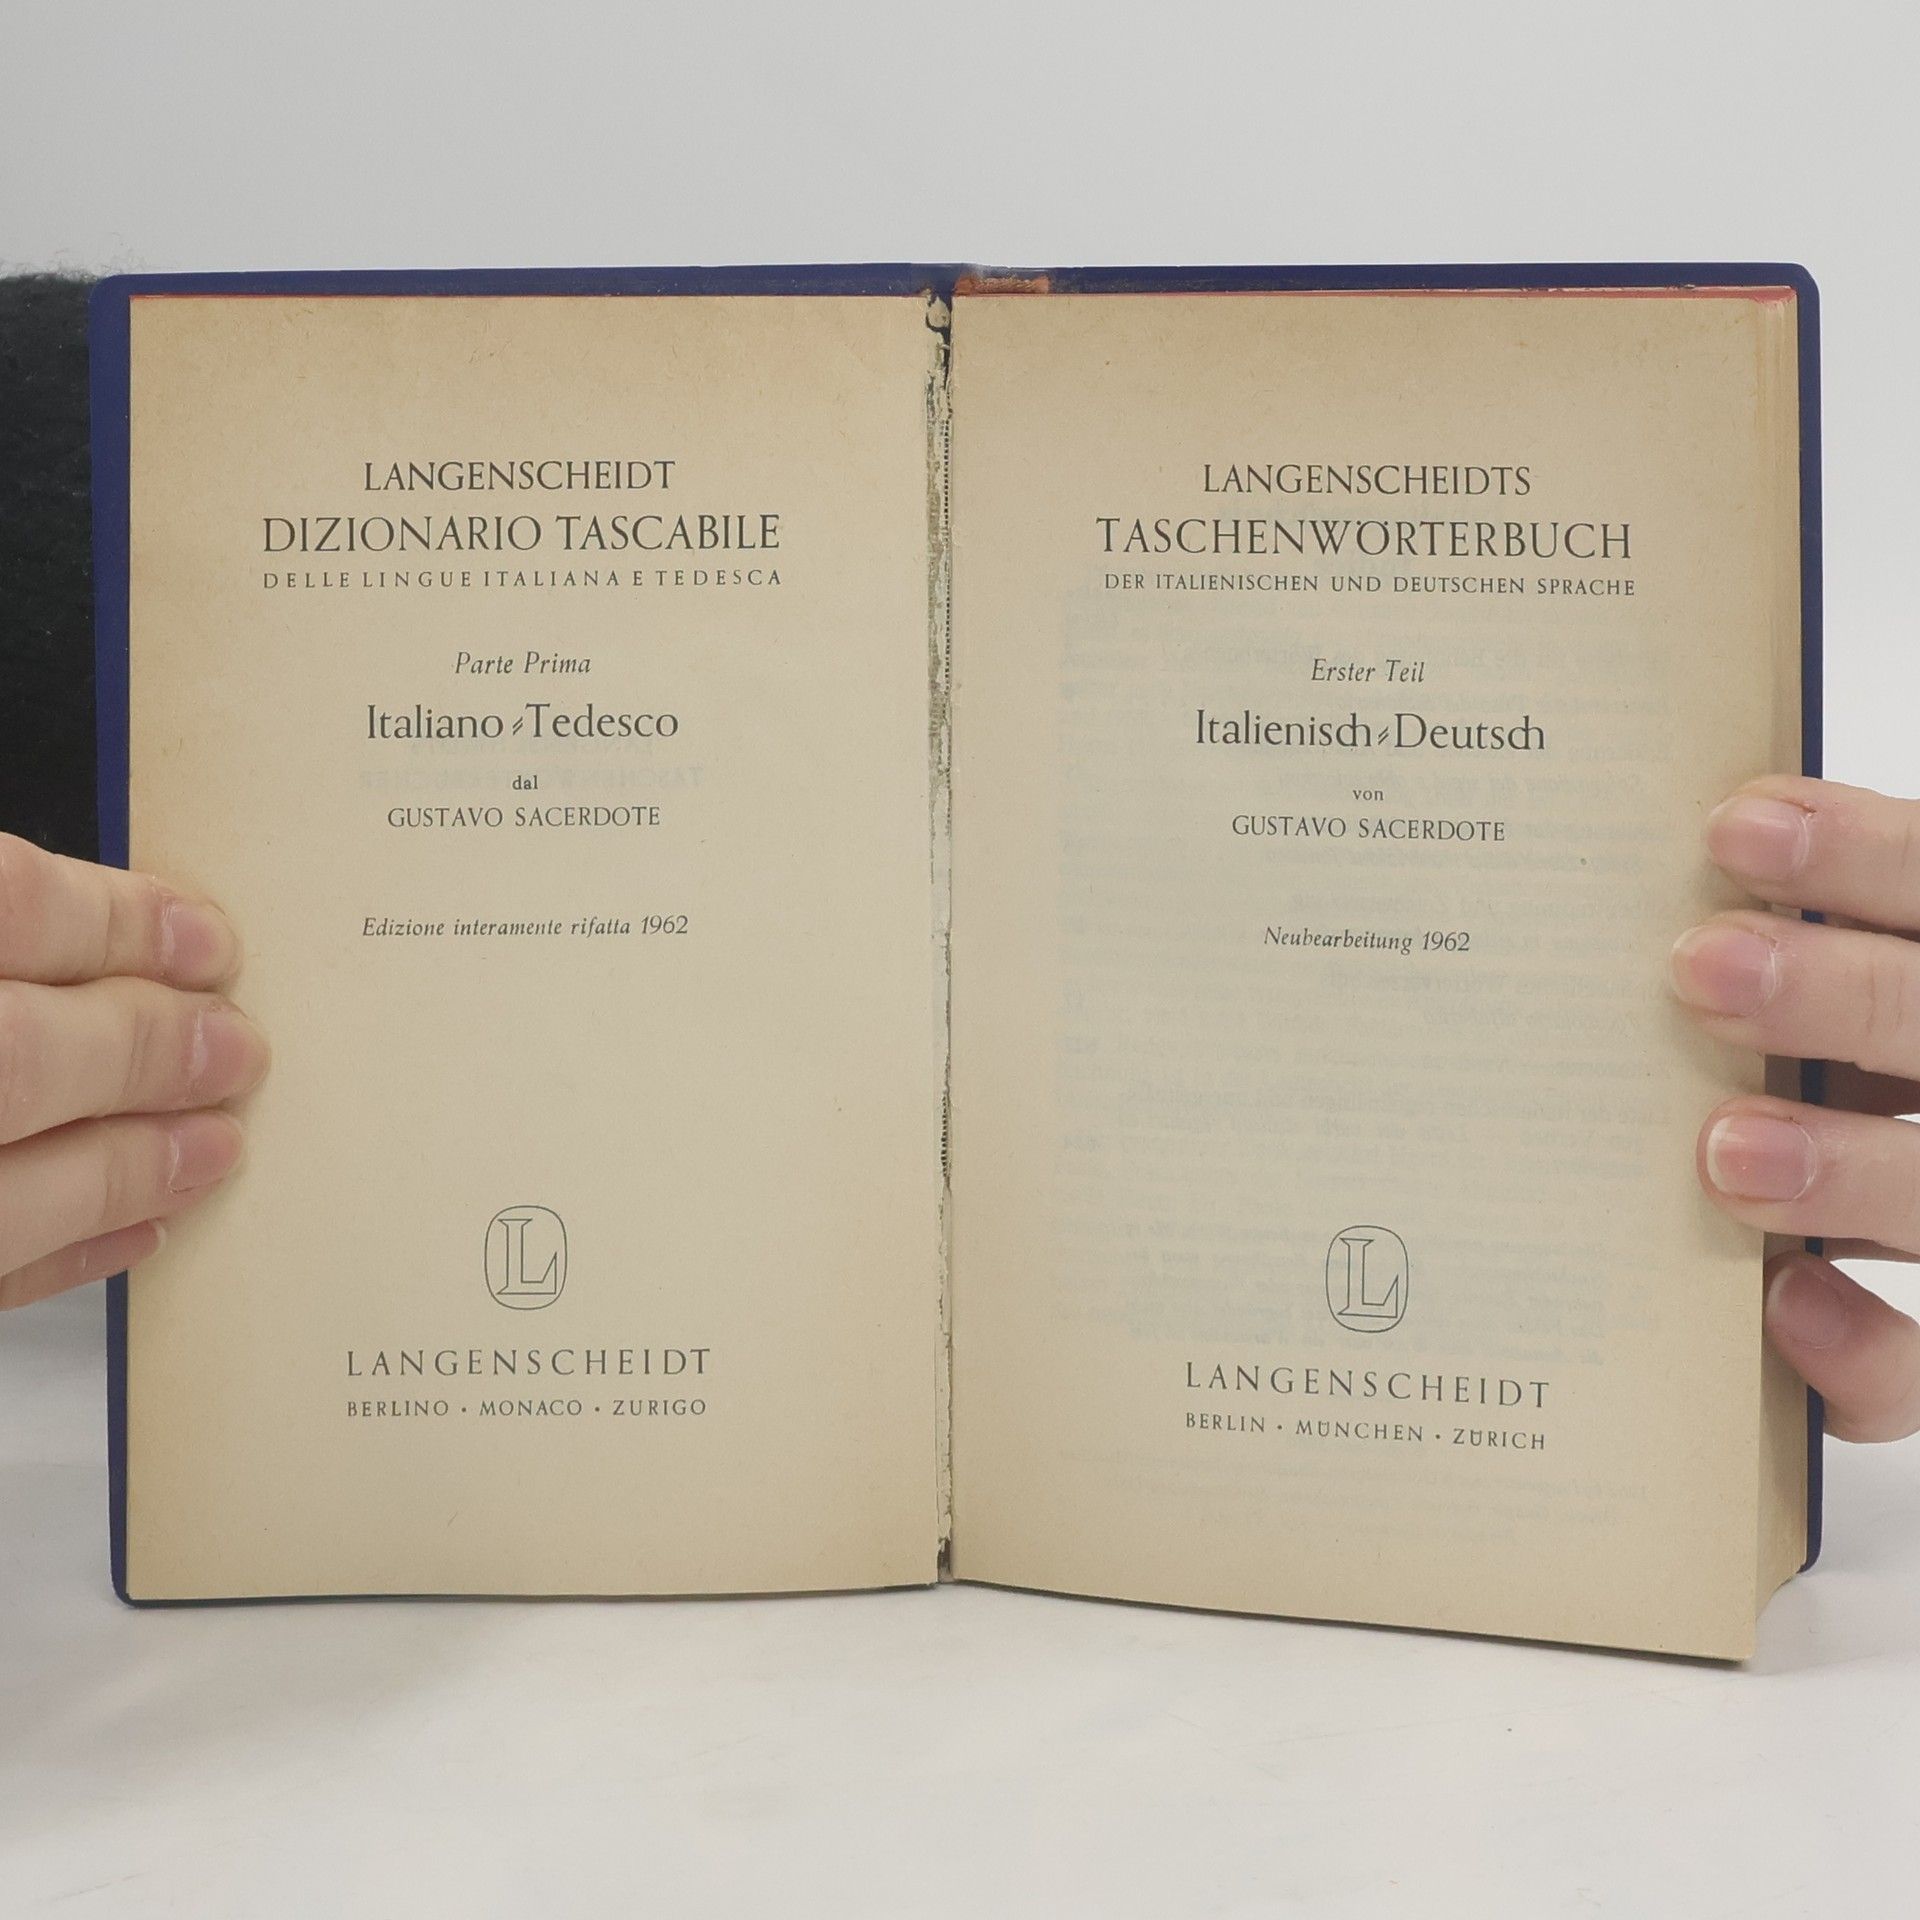 LANGENSCHEIDT
DIZIONARIO TASCABILE
DELLE LINGUE ITALIANA E TEDESCA
Parte Prima
Italiano⸗Tedesco
dal
GUSTAVO SACERDOTE
Edizione interamente rifatta 1962
L
LANGENSCHEIDT
BERLINO · MONACO · ZURIGO
LANGENSCHEIDTS
TASCHENWÖRTERBUCH
DER ITALIENISCHEN UND DEUTSCHEN SPRACHE
Erster Teil
Italienisch⸗Deutsch
von
GUSTAVO SACERDOTE
Neubearbeitung 1962
L
LANGENSCHEIDT
BERLIN · MÜNCHEN · ZÜRICH